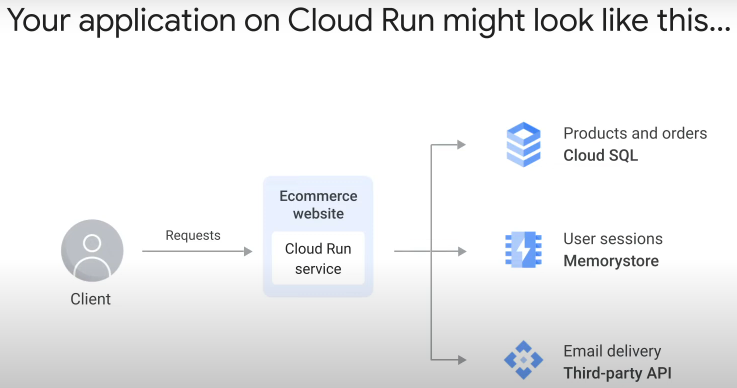 Your application on Cloud Run might look like this...
Products and orders
Cloud SQL
Ecommerce
website
Requests
Cloud Run
service
User sessions
Memorystore
Client
Email delivery
Third-party API